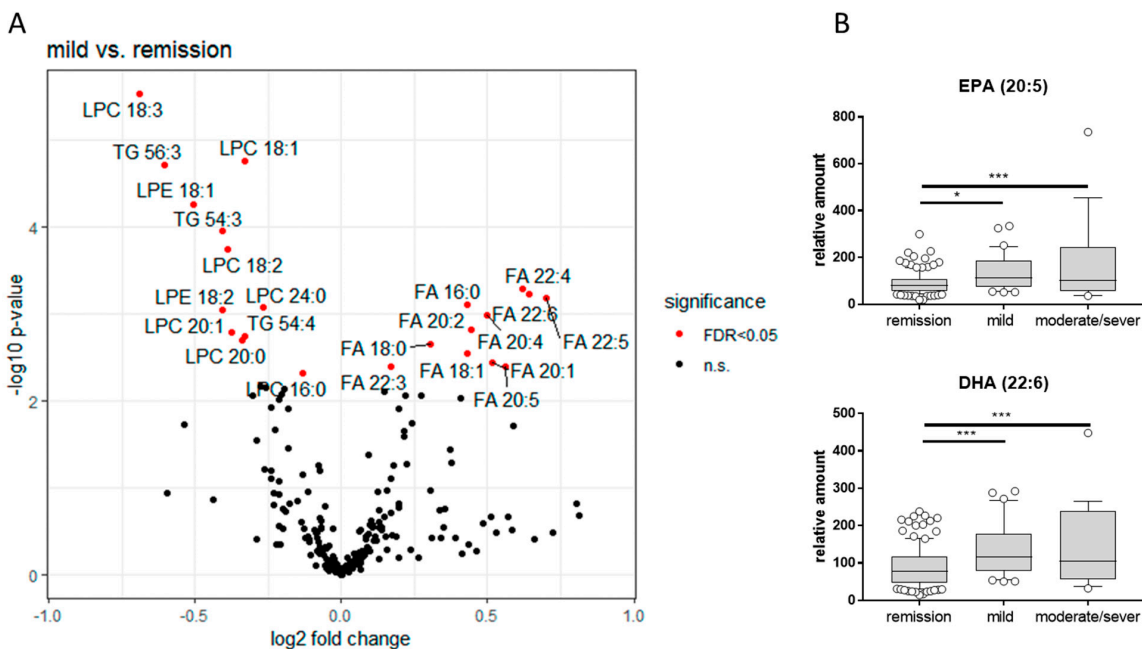 A
mild vs. remission
-log10 p-value
4
2
0
LPC 18:3
TG 56:3
LPC 18:1
LPE 18:1
TG 54:3
LPC 18:2
LPE 18:2
LPC 24:0
LPC 20:1
TG 54:4
LPC 20:0
LPC 16:0
FA 22:4
FA 16:0
FA 22:6
FA 20:2
FA 22:5
FA 20:4
FA 18:0
FA 18:1
FA 20:1
FA 22:3
FA 20:5
-1.0
-0.5
0.0
0.5
1.0
log2 fold change
significance
FDR<0.05
n.s.
B
EPA (20:5)
relative amount
800
600
400
200
0
***
*
remission
mild
moderate/sever
DHA (22:6)
relative amount
500
400
300
200
100
0
***
***
remission
mild
moderate/sever